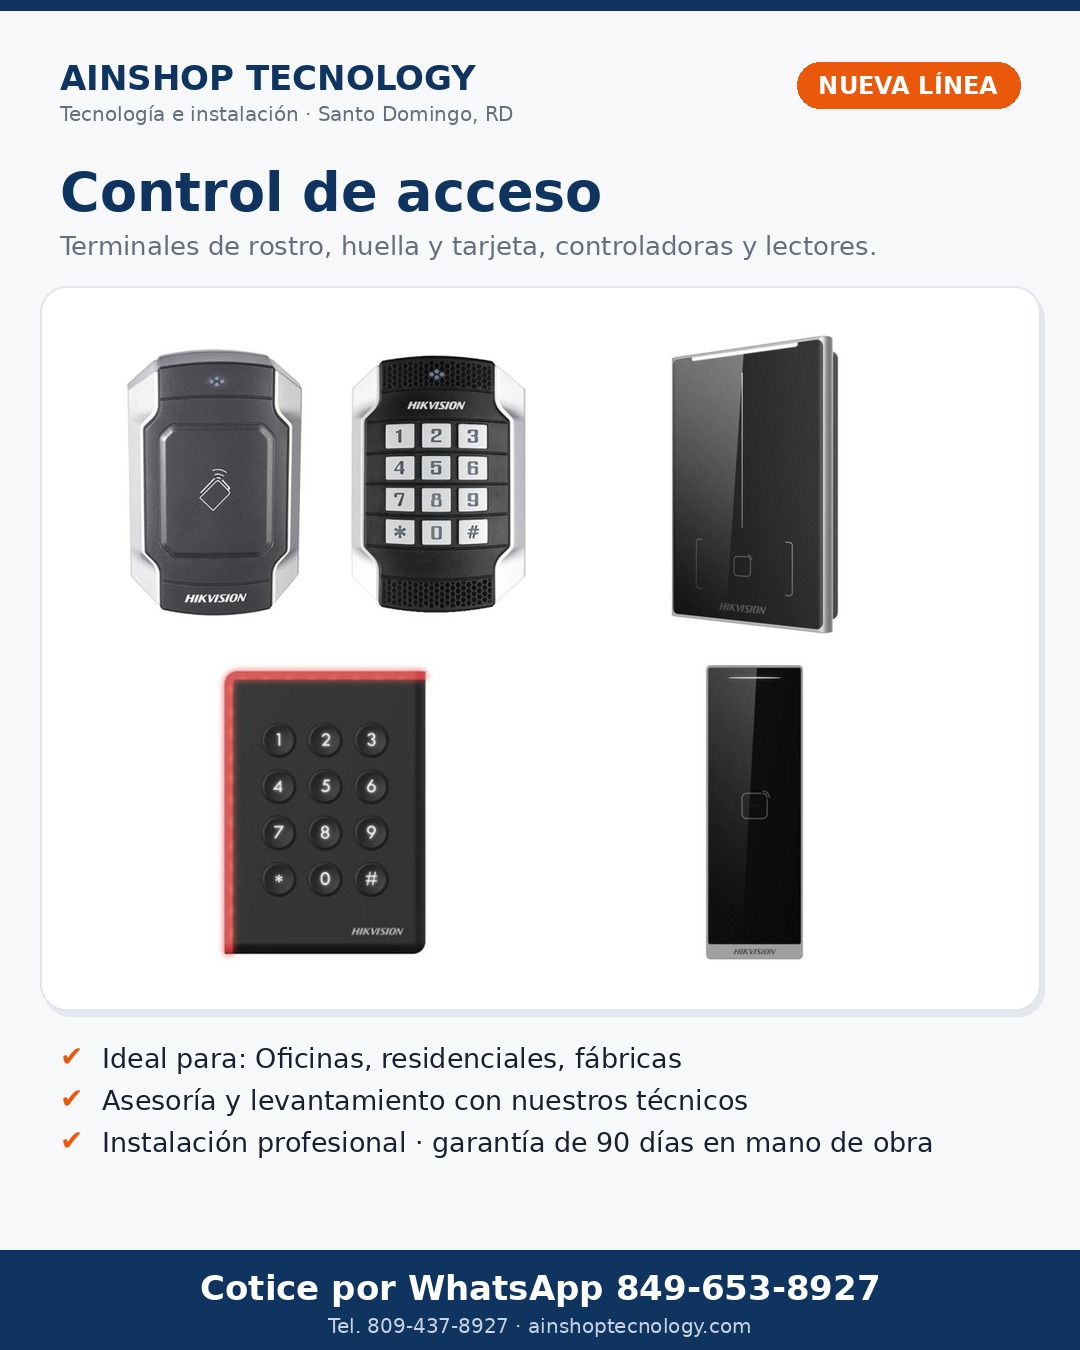 AINSHOP TECNOLOGY
NUEVA LÍNEA
Tecnología e instalación · Santo Domingo, RD
Control de acceso
Terminales de rostro, huella y tarjeta, controladoras y lectores.
HIKVISION
HIKVISION
1 2 3
4 5 6
7 8 9
* 0 #
HIKVISION
1 2 3
4 5 6
7 8 9
* 0 #
HIKVISION
HIKVISION
✔ Ideal para: Oficinas, residenciales, fábricas
✔ Asesoría y levantamiento con nuestros técnicos
✔ Instalación profesional · garantía de 90 días en mano de obra
Cotice por WhatsApp 849-653-8927
Tel. 809-437-8927 · ainshoptecnology.com